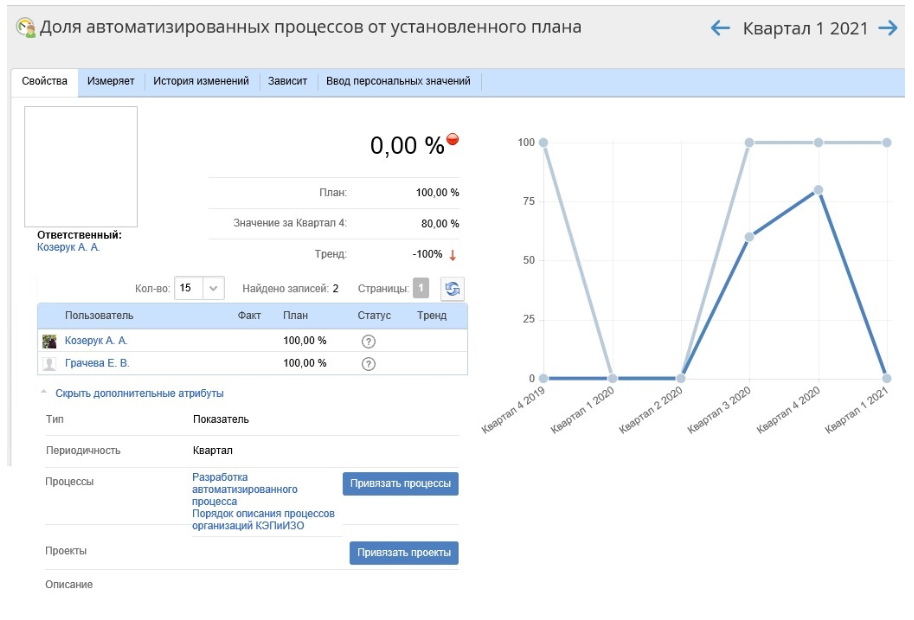 Доля автоматизированных процессов от установленного плана
Квартал 1 2021
Свойства Измеряет История изменений Зависит Ввод персональных значений
0,00 %
План: 100,00 %
Значение за Квартал 4: 80,00 %
Тренд: -100%
Ответственный:
Козерук А. А.
Кол-во: 15 Найдено записей: 2 Страницы: 1
Пользователь Факт План Статус Тренд
Козерук А. А. 100,00 % ?
Грачева Е. В. 100,00 % ?
Скрыть дополнительные атрибуты
Тип Показатель
Периодичность Квартал
Процессы Разработка
автоматизированного
процесса
Порядок описания процессов
организаций КЭПиИЗО
Привязать процессы
Проекты Привязать проекты
Описание
100
75
50
25
0
Квартал 4 2019
Квартал 1 2020
Квартал 2 2020
Квартал 3 2020
Квартал 4 2020
Квартал 1 2021